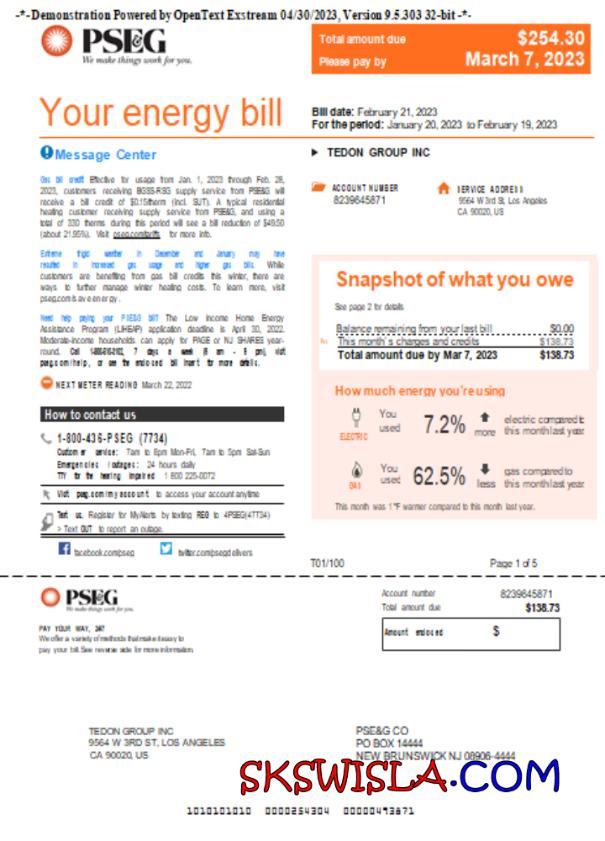 -*-Demonstration Powered by OpenText Exstream 04/30/2023, Version 9.5.303 32-bit -*-
PSEG
We make things work for you.
Total amount due $254.30
Please pay by March 7, 2023
Your energy bill
Bill date: February 21, 2023
For the period: January 20, 2023 to February 19, 2023
Message Center
Gas bill credit Effective for usage from Jan. 1, 2023 through Feb. 28,
2023, customers receiving BGSS-RSG supply service from PSE&G will
receive a bill credit of $0.15/therm (incl. SUT). A typical residential
heating customer receiving supply service from PSE&G, and using a
total of 330 therms during this period will see a bill reduction of $49.50
(about 21.95%). Visit pseg.com/tariffs for more info.
Extreme frigid weather in December and January may have
resulted in increased gas usage and higher gas bills. While
customers are benefiting from gas bill credits this winter, there are
ways to further manage winter heating costs. To learn more, visit
pseg.com/saveenergy.
Need help paying your PSE&G bill? The Low Income Home Energy
Assistance Program (LIHEAP) application deadline is April 30, 2022.
Moderate-income households can apply for PAGE or NJ SHARES year-
round. Call 7 days a week (6 am - 9 pm), visit
pseg.com/help, or see the enclosed bill insert for more details.
NEXT METER READING March 22, 2022
How to contact us
1-800-436-PSEG (7734)
Customer service: 7am to 8pm Mon-Fri, 7am to 5pm Sat-Sun
Emergencies / outages: 24 hours daily
TTY for the hearing impaired 1 800 225-0072
Visit pseg.com/myaccount to access your account anytime
Text us. Register for MyAlerts by texting REG to 4PSEG(47734)
> Text OUT to report an outage.
facebook.com/pseg
twitter.com/psegdelivers
TEDON GROUP INC
ACCOUNT NUMBER
8239645871
SERVICE ADDRESS
9564 W 3rd St, Los Angeles
CA 90020, US
Snapshot of what you owe
See page 2 for details
Balance remaining from your last bill $0.00
This month's charges and credits $138.73
Total amount due by Mar 7, 2023 $138.73
How much energy you're using
ELECTRIC
You used 7.2% more electric compared to this month last year.
GAS
You used 62.5% less gas compared to this month last year.
This month was 1°F warmer compared to this month last year.
T01/100
Page 1 of 5
PSEG
We make things work for you.
PAY YOUR WAY, 24/7
We offer a variety of methods that make it easy to
pay your bill. See reverse side for more information.
Account number 8239645871
Total amount due $138.73
Amount enclosed $
TEDON GROUP INC
9564 W 3RD ST, LOS ANGELES
CA 90020, US
PSE&G CO
PO BOX 14444
NEW BRUNSWICK NJ 08906-4444
SKSWISLA.COM
1010101010 0000254304 00000493871